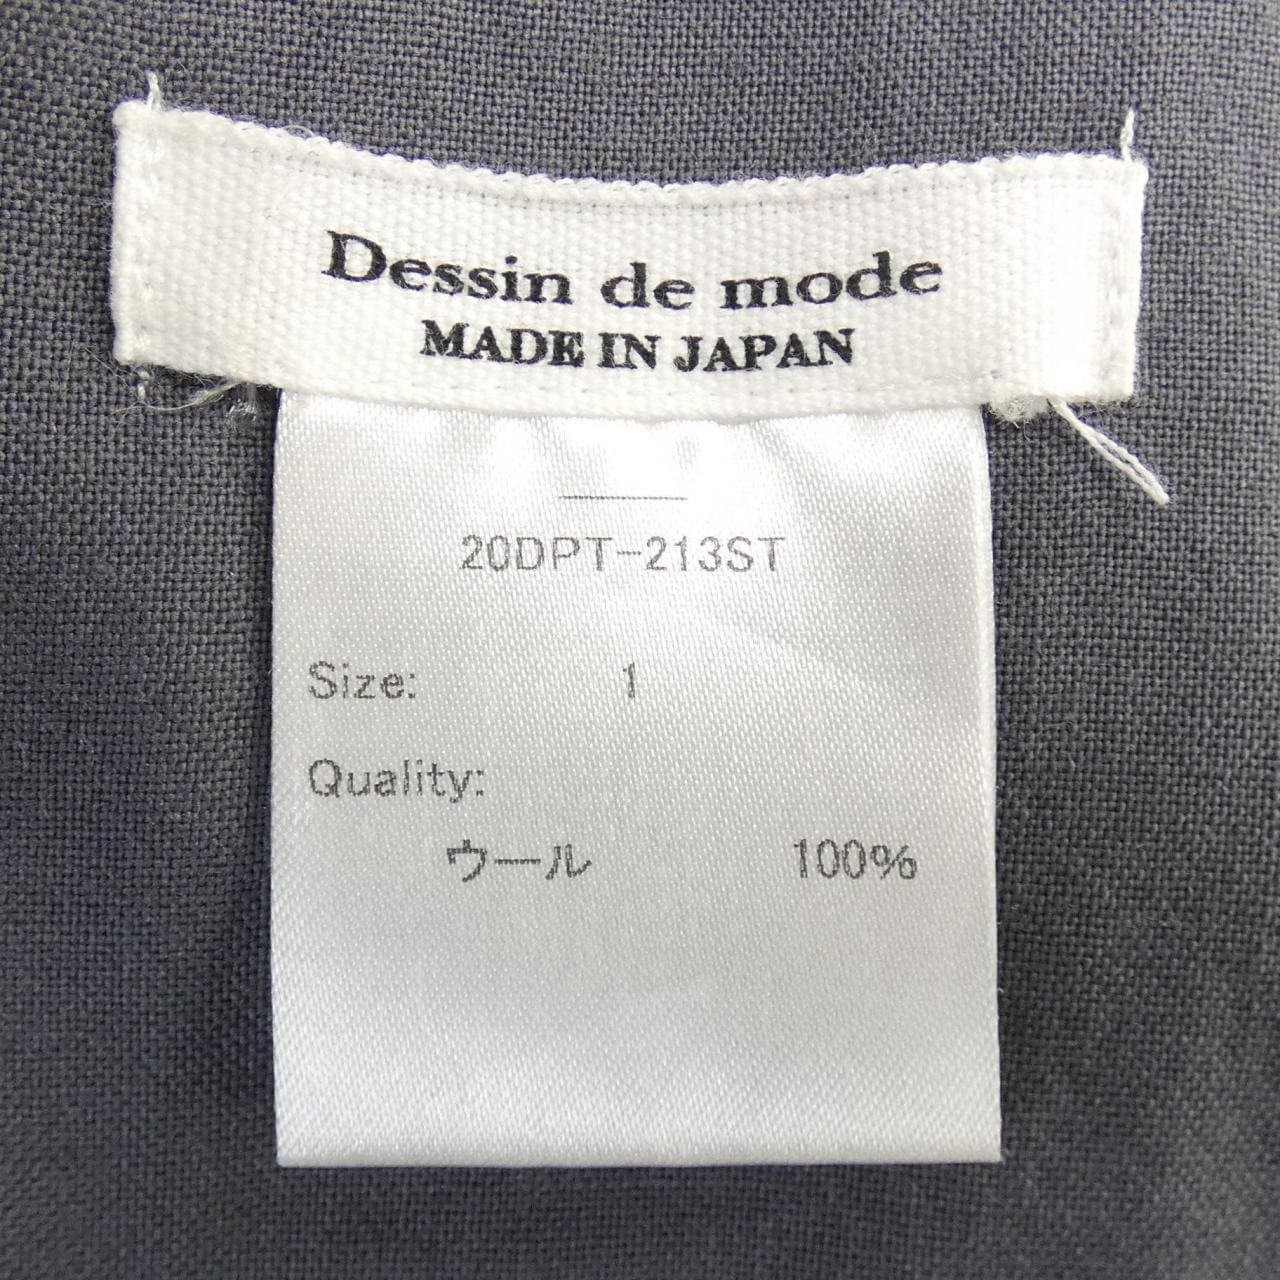 Dessin de mode
MADE IN JAPAN
20DPT-213ST
Size: 1
Quality:
ウール 100%